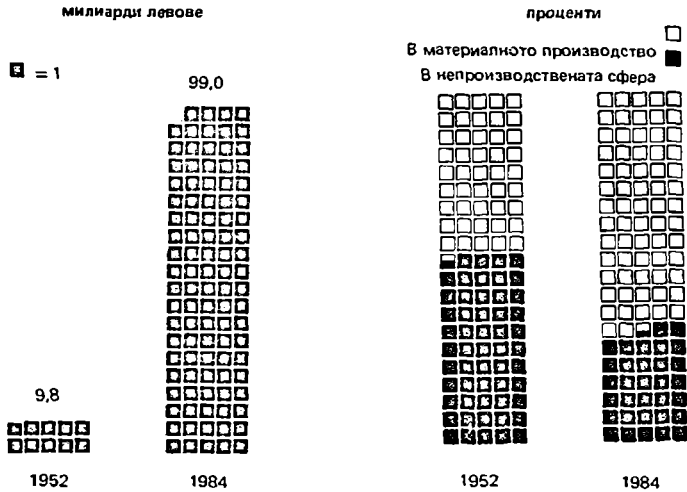 милиарди левове
= 1
99,0
9,8
1952
1984
проценти
В материалното производство
В непроизводствената сфера
1952
1984